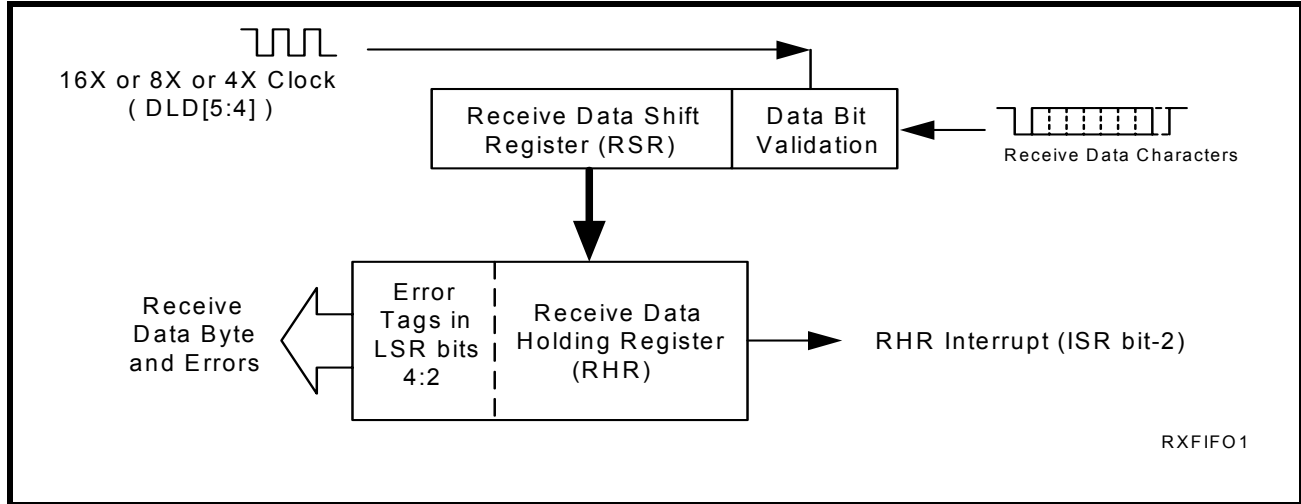 16X or 8X or 4X Clock
( DLD[5:4] )
Receive Data Shift
Register (RSR)
Data Bit
Validation
Receive Data Characters
Receive
Data Byte
and Errors
Error
Tags in
LSR bits
4:2
Receive Data
Holding Register
(RHR)
RHR Interrupt (ISR bit-2)
RXFIFO1